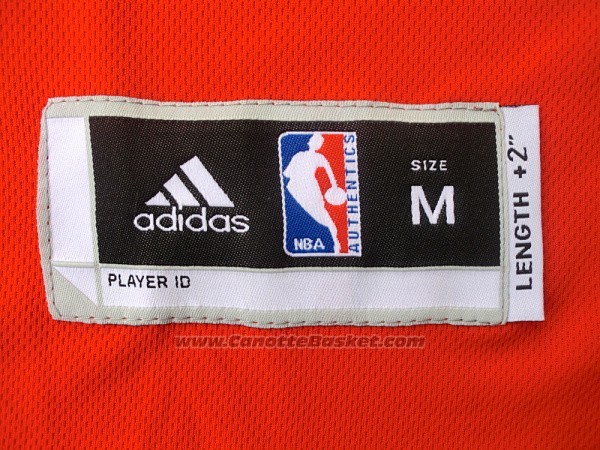 adidas
NBA
AUTHENTICS
SIZE
M
LENGTH +2"
PLAYER ID
www.CanotteBasket.com